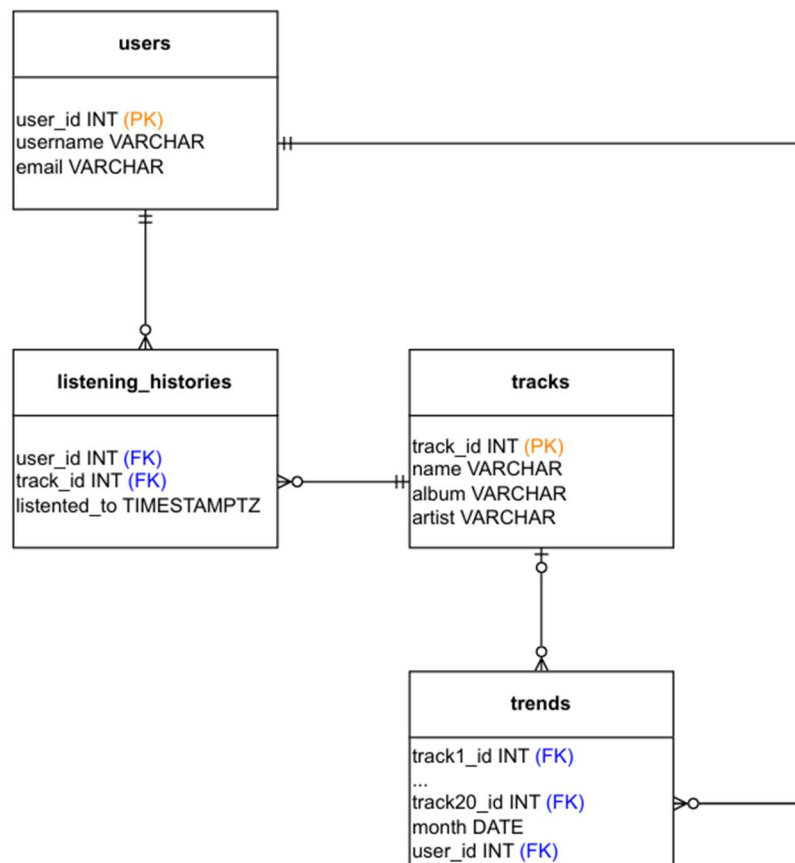 users
user_id INT (PK)
username VARCHAR
email VARCHAR
listening_histories
user_id INT (FK)
track_id INT (FK)
listented_to TIMESTAMPTZ
tracks
track_id INT (PK)
name VARCHAR
album VARCHAR
artist VARCHAR
trends
track1_id INT (FK)
...
track20_id INT (FK)
month DATE
user_id INT (FK)